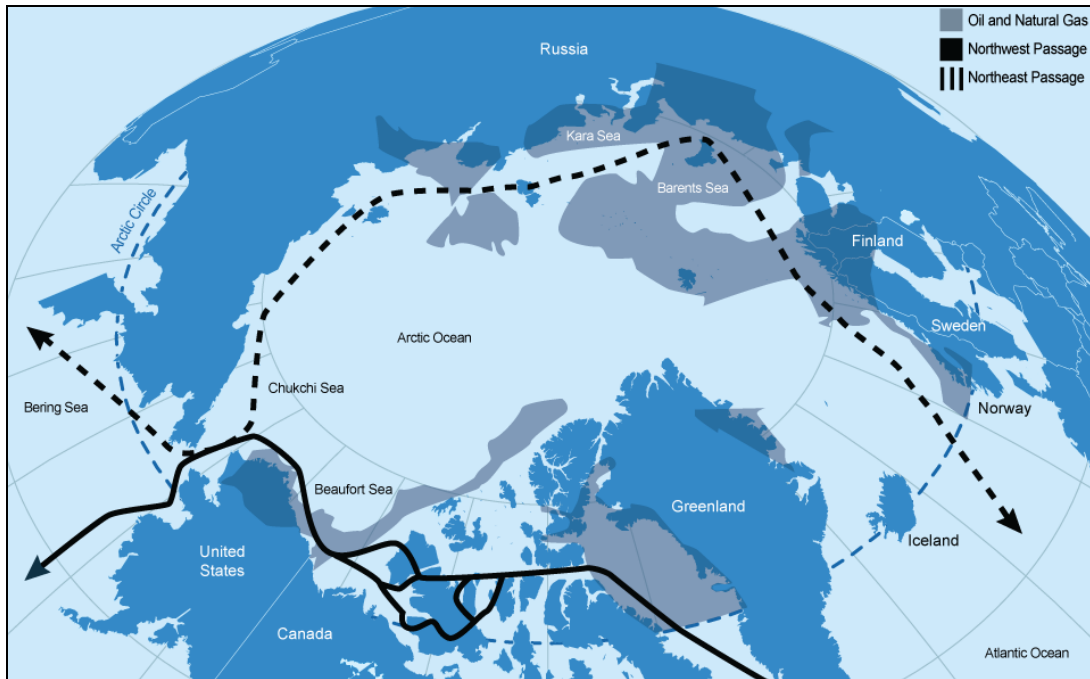 Oil and Natural Gas
Northwest Passage
Northeast Passage
Russia
Kara Sea
Barents Sea
Arctic Circle
Finland
Sweden
Norway
Arctic Ocean
Chukchi Sea
Bering Sea
Beaufort Sea
Greenland
Iceland
United
States
Canada
Atlantic Ocean